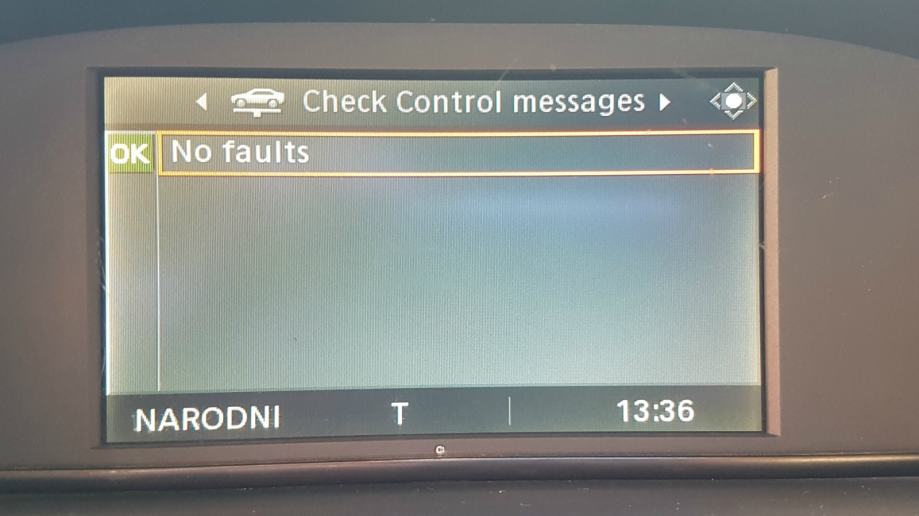 Check Control messages
OK No faults
NARODNI T 13:36